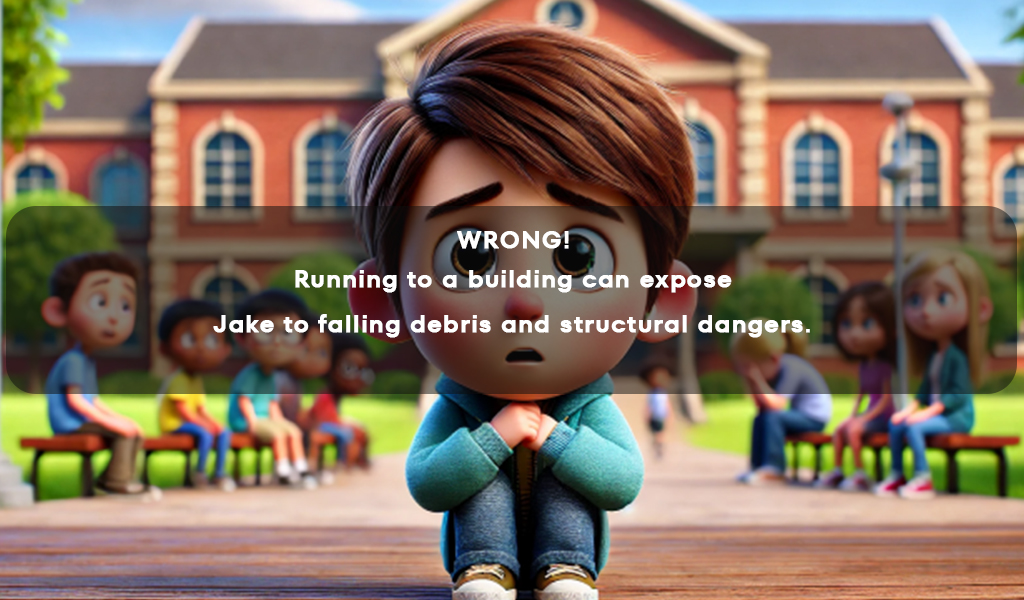 WRONG!
Running to a building can expose
Jake to falling debris and structural dangers.